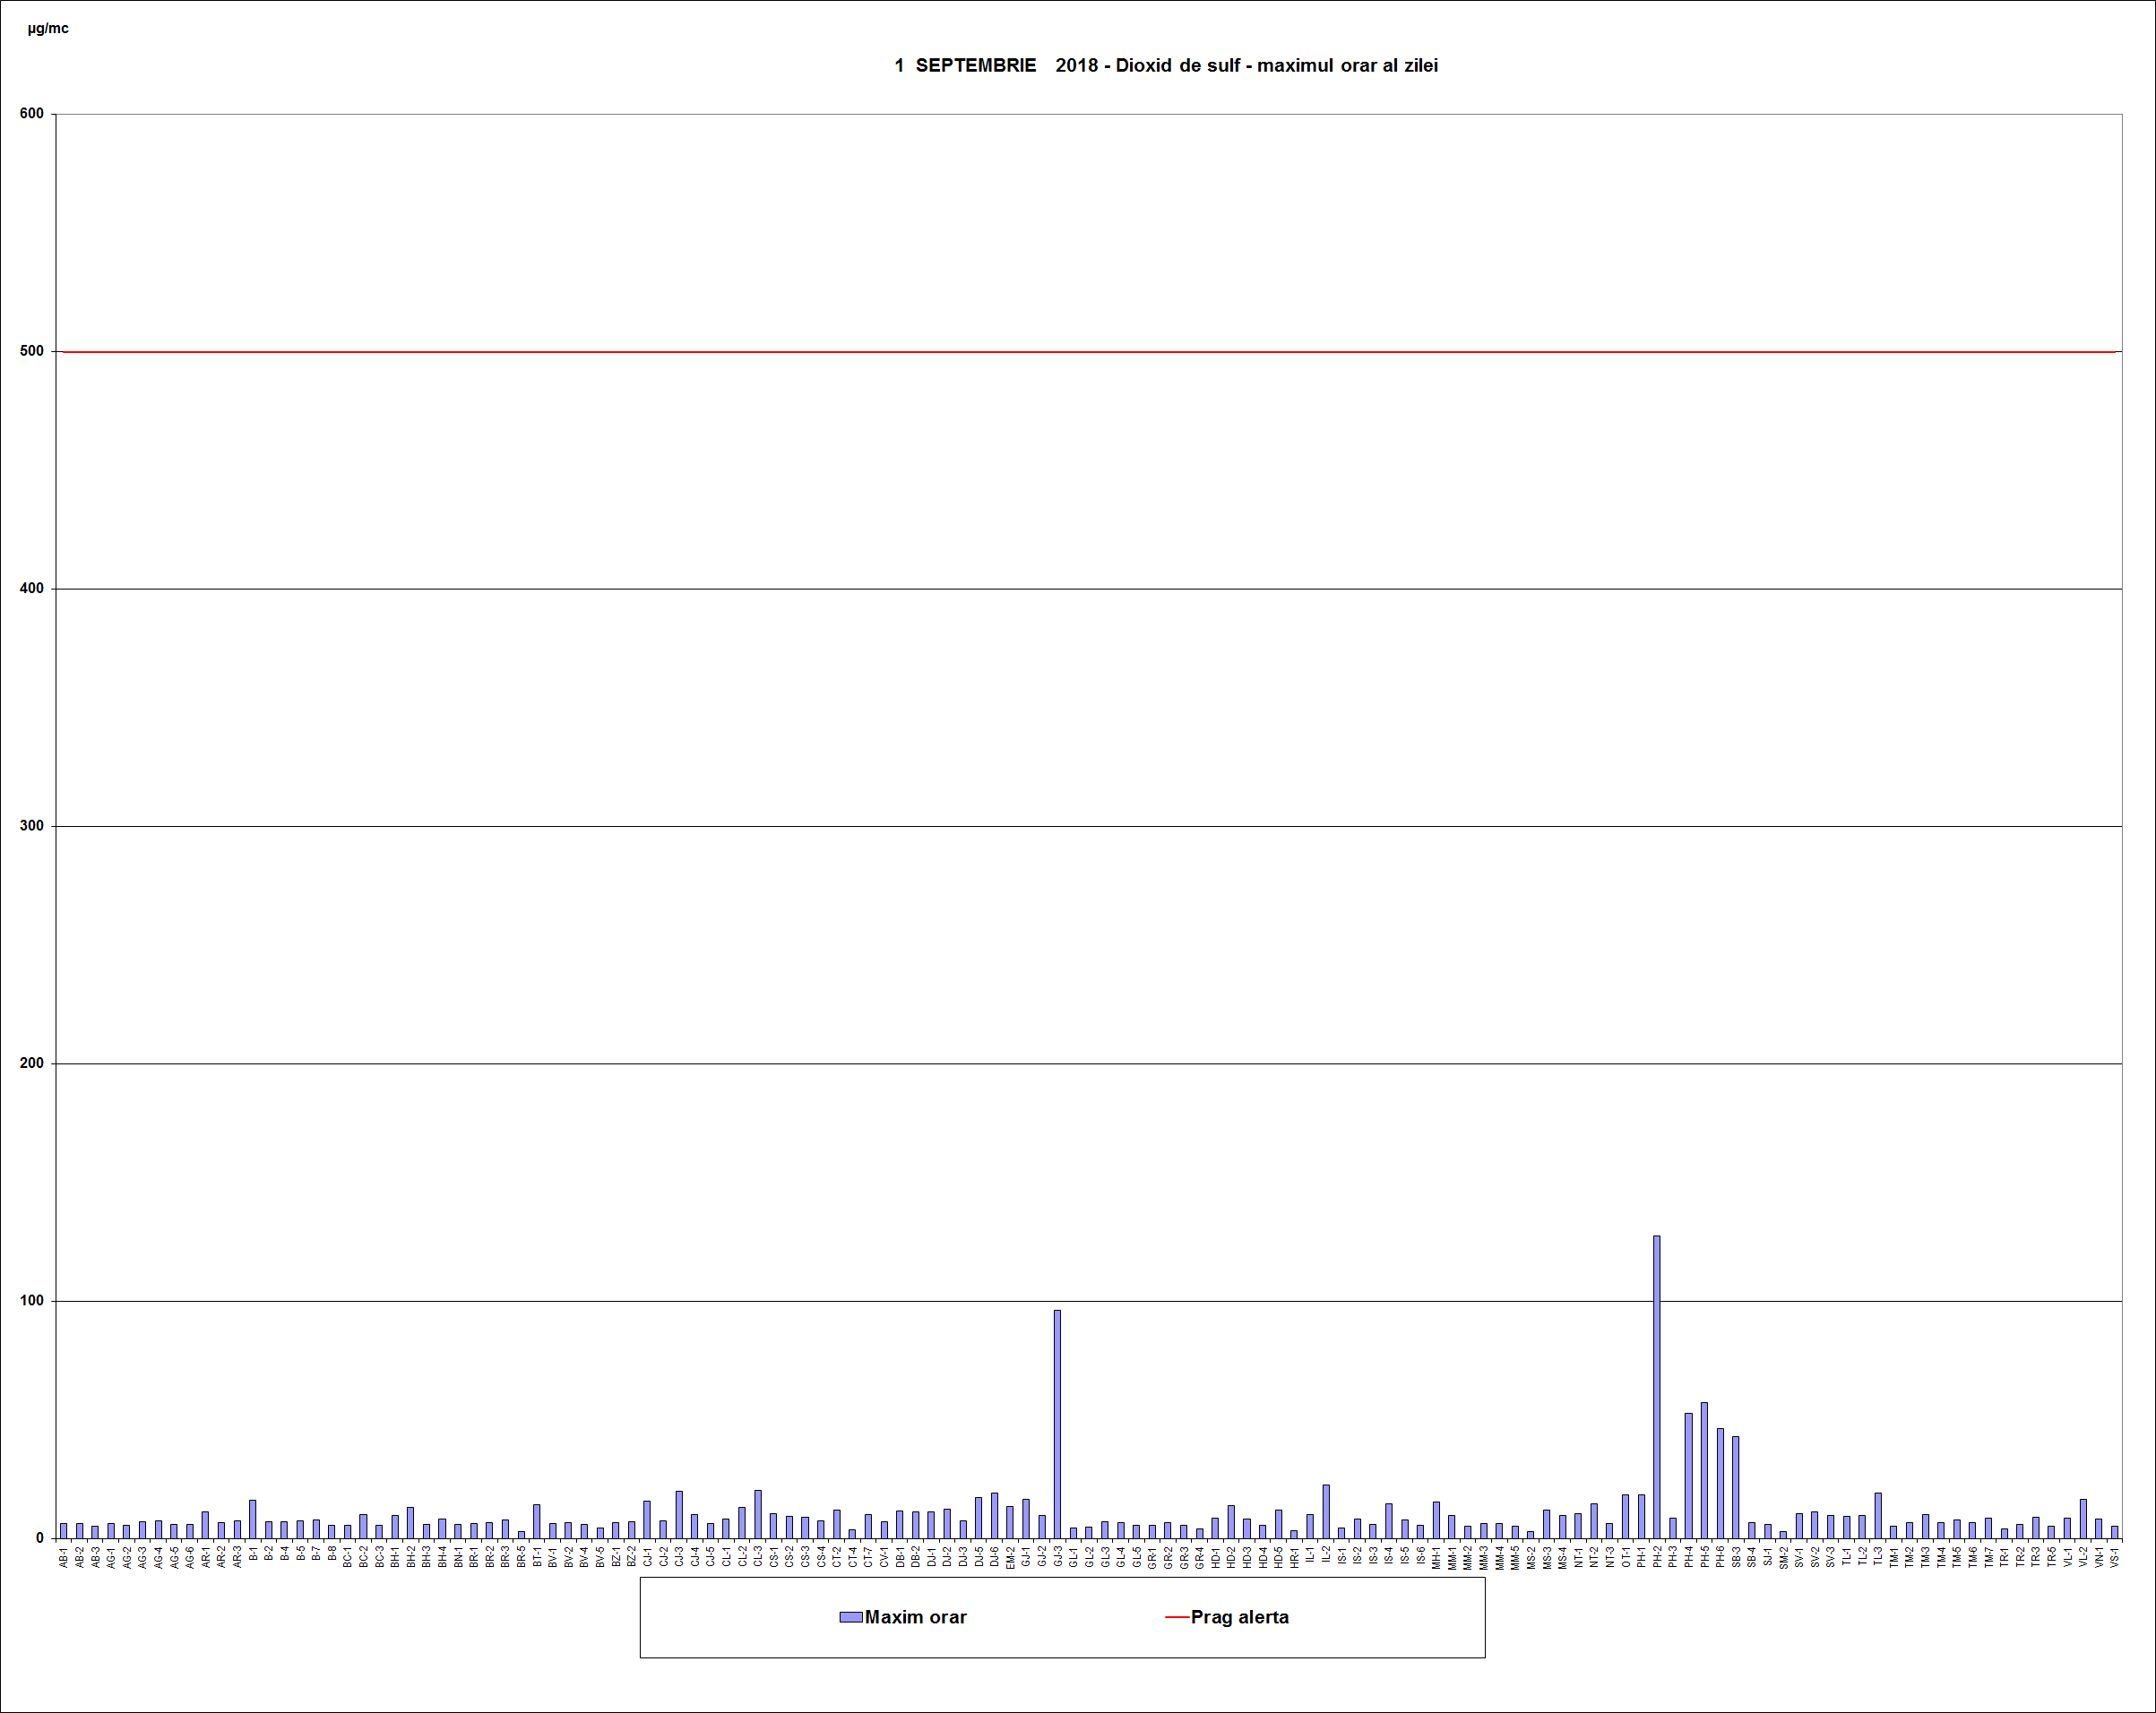 µg/mc
1 SEPTEMBRIE 2018 - Dioxid de sulf - maximul orar al zilei
600
500
400
300
200
100
0
AB-1 AB-2 AB-3 AG-1 AG-2 AG-3 AG-4 AG-5 AG-6 AR-1 AR-2 AR-3 B-1 B-2 B-4 B-5 B-7 B-8 BC-1 BC-2 BC-3 BH-1 BH-2 BH-3 BH-4 BN-1 BR-1 BR-2 BR-3 BR-5 BT-1 BV-1 BV-2 BV-4 BV-5 BZ-1 BZ-2 CJ-1 CJ-2 CJ-3 CJ-4 CJ-5 CL-1 CL-2 CL-3 CS-1 CS-2 CS-3 CS-4 CT-2 CT-4 CT-7 CV-1 DB-1 DB-2 DJ-1 DJ-2 DJ-3 DJ-5 DJ-6 EM-2 GJ-1 GJ-2 GJ-3 GL-1 GL-2 GL-3 GL-4 GL-5 GR-1 GR-2 GR-3 GR-4 HD-1 HD-2 HD-3 HD-4 HD-5 HR-1 IL-1 IL-2 IS-1 IS-2 IS-3 IS-4 IS-5 IS-6 MH-1 MM-1 MM-2 MM-3 MM-4 MM-5 MS-2 MS-3 MS-4 NT-1 NT-2 NT-3 OT-1 PH-1 PH-2 PH-3 PH-4 PH-5 PH-6 SB-3 SB-4 SJ-1 SM-2 SV-1 SV-2 SV-3 TL-1 TL-2 TL-3 TM-1 TM-2 TM-3 TM-4 TM-5 TM-6 TM-7 TR-1 TR-2 TR-3 TR-5 VL-1 VL-2 VN-1 VS-1
Maxim orar Prag alerta